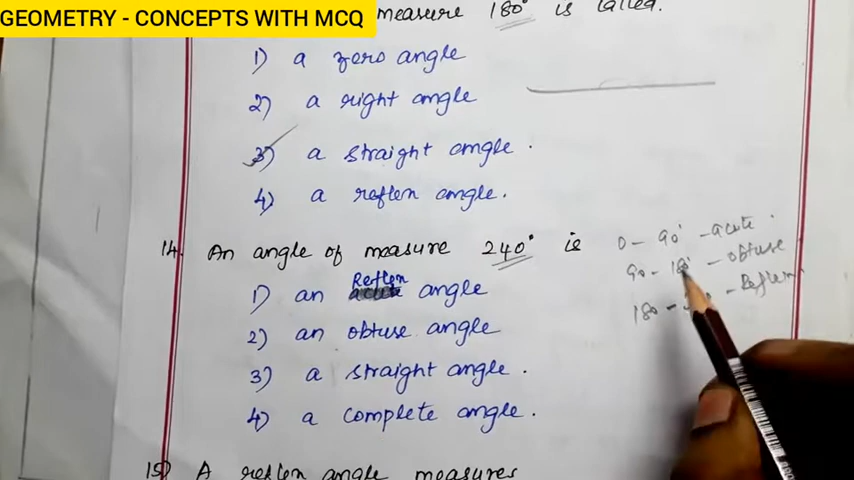 GEOMETRY - CONCEPTS WITH MCQ
measure 180° is called.
1) a zero angle
2) a right angle
3) a straight angle.
4) a reflex angle.
14. An angle of measure 240° is
0 - 90° - acute.
90 - 180° - obtuse
180 - - Reflex
1) an Reflex angle
2) an obtuse angle
3) a straight angle.
4) a complete angle.
15) A reflex angle measures